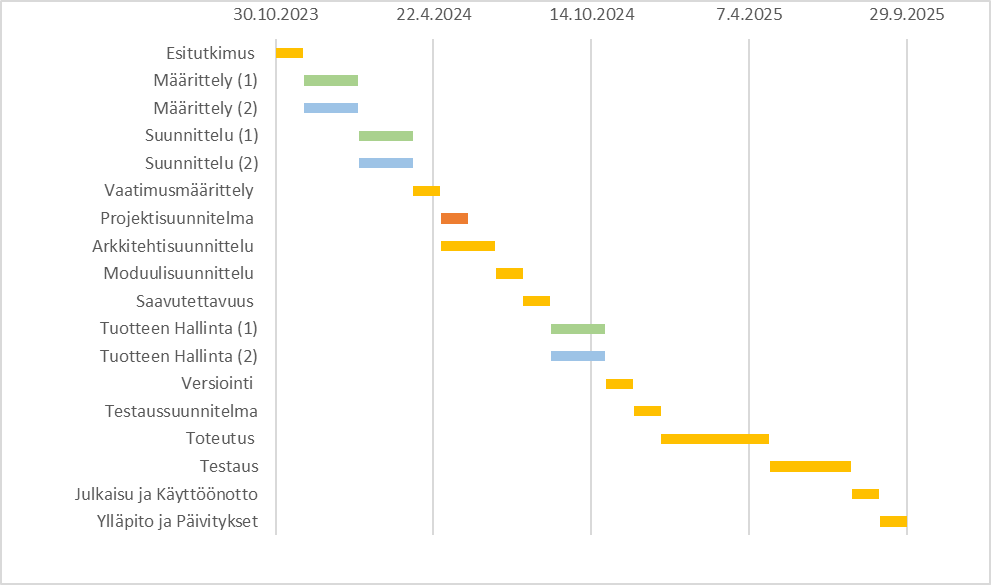 30.10.2023 22.4.2024 14.10.2024 7.4.2025 29.9.2025
Esitutkimus
Määrittely (1)
Määrittely (2)
Suunnittelu (1)
Suunnittelu (2)
Vaatimusmäärittely
Projektisuunnitelma
Arkkitehtisuunnittelu
Moduulisuunnittelu
Saavutettavuus
Tuotteen Hallinta (1)
Tuotteen Hallinta (2)
Versiointi
Testaussuunnitelma
Toteutus
Testaus
Julkaisu ja Käyttöönotto
Ylläpito ja Päivitykset